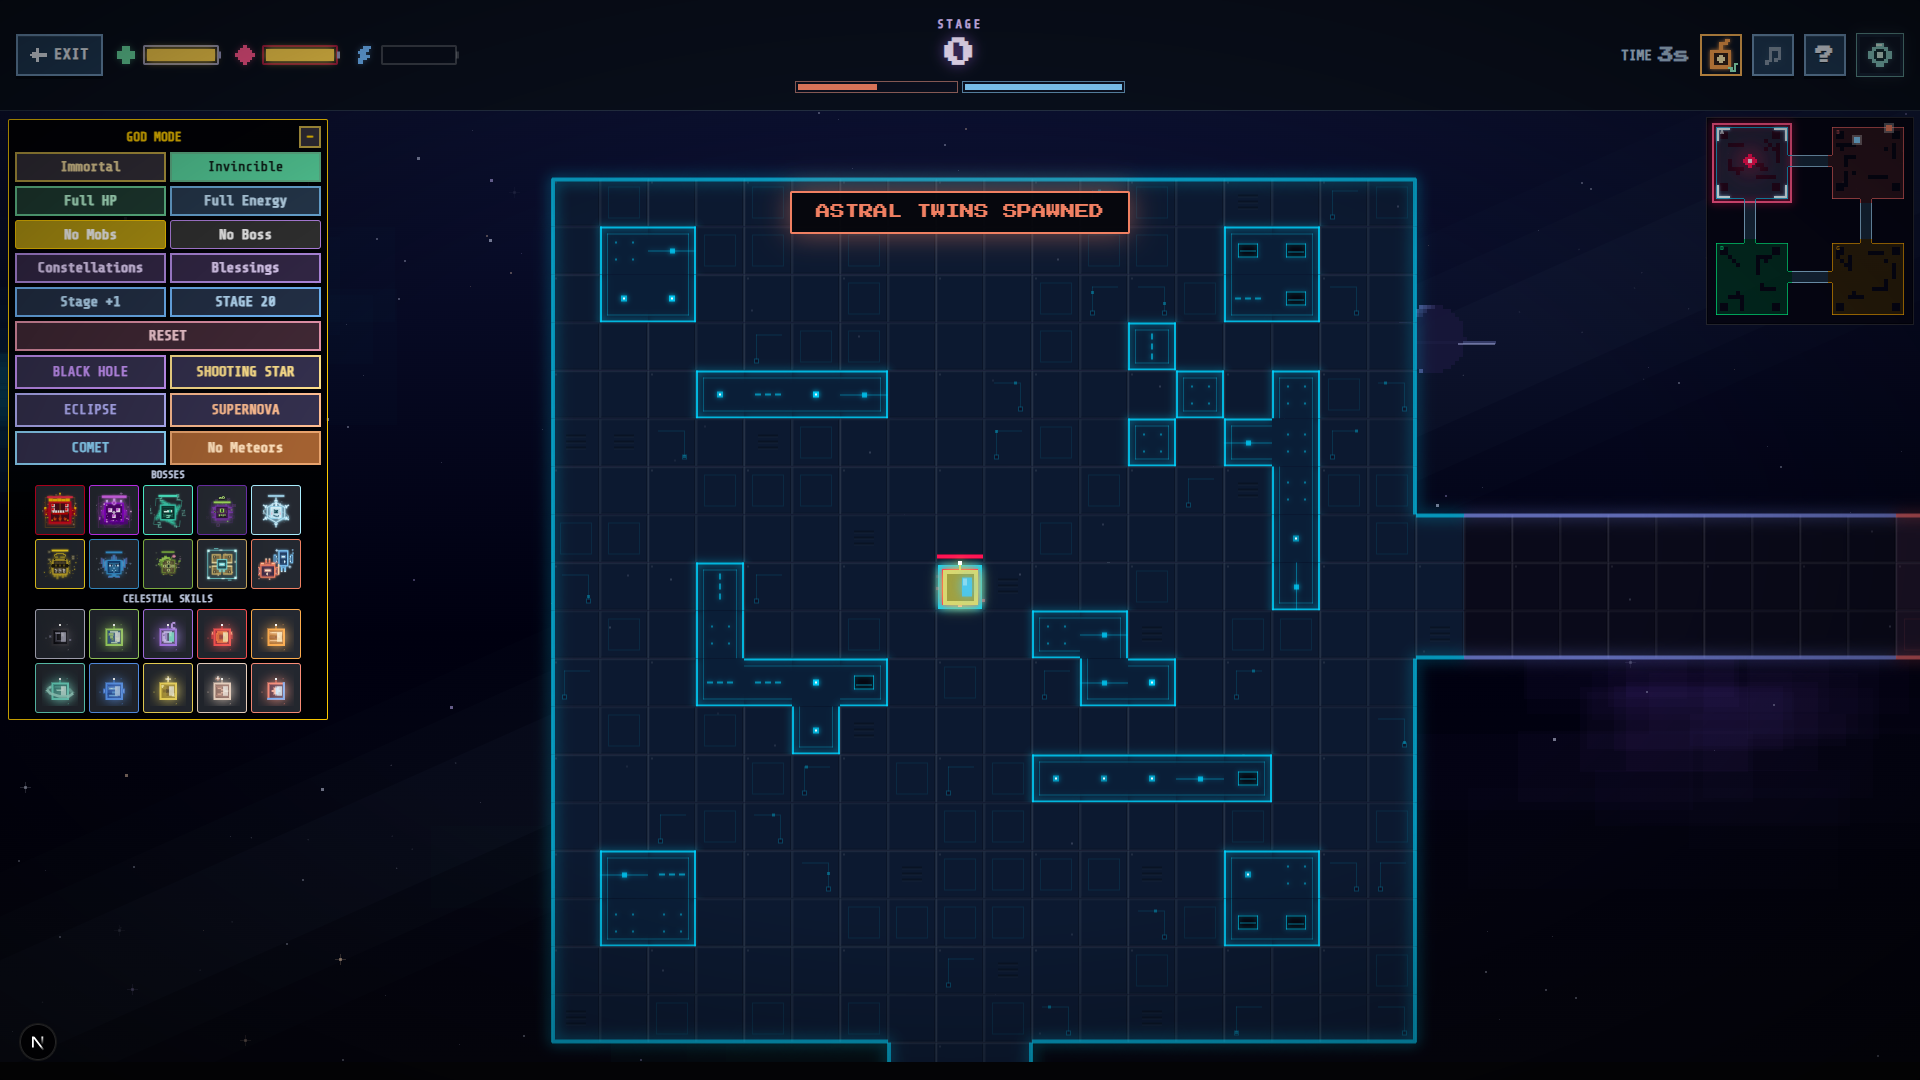 STAGE
0
EXIT
TIME 3s
?
GOD MODE
-
Immortal
Invincible
Full HP
Full Energy
No Mobs
No Boss
Constellations
Blessings
Stage +1
STAGE 20
RESET
BLACK HOLE
SHOOTING STAR
ECLIPSE
SUPERNOVA
COMET
No Meteors
BOSSES
CELESTIAL SKILLS
ASTRAL TWINS SPAWNED
N